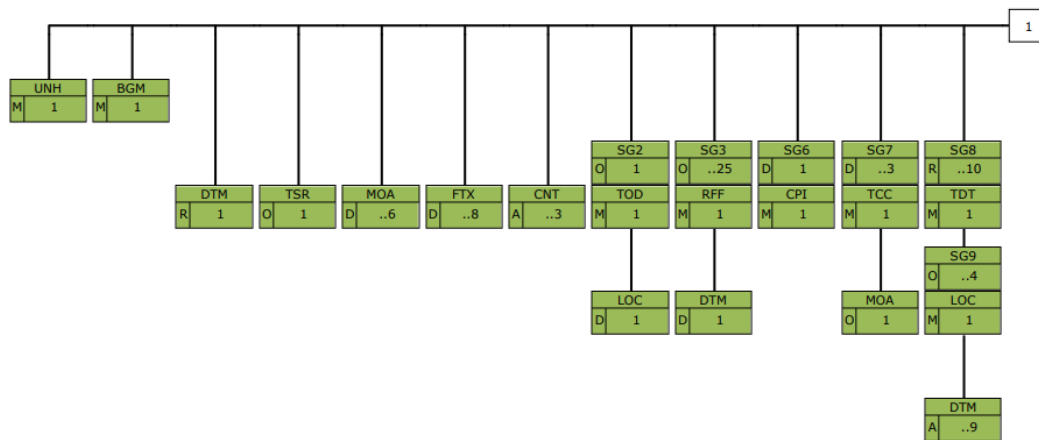 1
UNH BGM
M 1 M 1
SG2 SG3 SG6 SG7 SG8
O 1 O ..25 D 1 D ..3 R ..10
DTM TSR MOA FTX CNT TOD RFF CPI TCC TDT
R 1 O 1 D ..6 D ..8 A ..3 M 1 M 1 M 1 M 1 M 1
SG9
O ..4
LOC DTM MOA LOC
D 1 D 1 O 1 M 1
DTM
A ..9